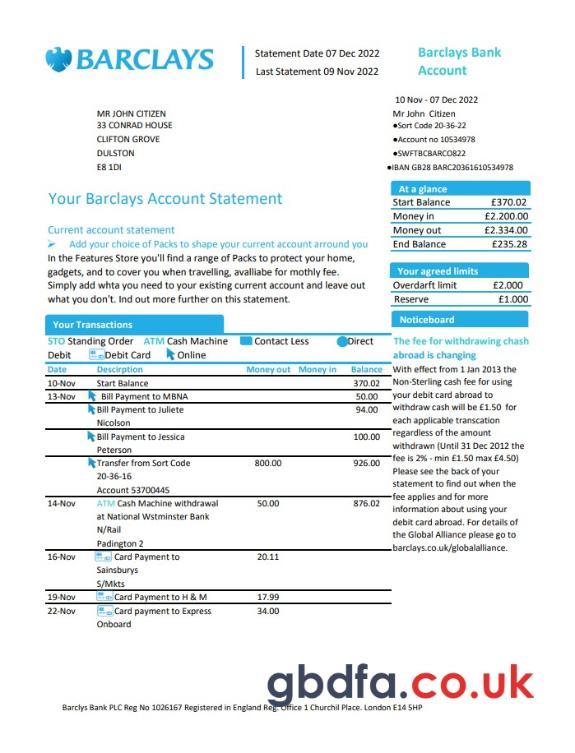 BARCLAYS
Statement Date 07 Dec 2022
Last Statement 09 Nov 2022
Barclays Bank
Account
MR JOHN CITIZEN
33 CONRAD HOUSE
CLIFTON GROVE
DULSTON
E8 1DI
10 Nov - 07 Dec 2022
Mr John Citizen
●Sort Code 20-36-22
●Account no 10534978
●SWFTBCBARCO822
●IBAN GB28 BARC20361610534978
Your Barclays Account Statement
Current account statement
➢ Add your choice of Packs to shape your current account arround you
In the Features Store you'll find a range of Packs to protect your home,
gadgets, and to cover you when travelling, avalliabe for mothly fee.
Simply add whta you need to your existing current account and leave out
what you don't. Ind out more further on this statement.
At a glance
Start Balance £370.02
Money in £2.200.00
Money out £2.334.00
End Balance £235.28
Your agreed limits
Overdarft limit £2.000
Reserve £1.000
Noticeboard
The fee for withdrawing chash
abroad is changing
With effect from 1 Jan 2013 the
Non-Sterling cash fee for using
your debit card abroad to
withdraw cash will be £1.50 for
each applicable transcation
regardless of the amount
withdrawn (Until 31 Dec 2012 the
fee is 2% - min £1.50 max £4.50)
Please see the back of your
statement to find out when the
fee applies and for more
information about using your
debit card abroad. For details of
the Global Alliance please go to
barclays.co.uk/globalalliance.
Your Transactions
STO Standing Order ATM Cash Machine Contact Less Direct
Debit Debit Card Online
Date Descirption Money out Money in Balance
10-Nov Start Balance 370.02
13-Nov Bill Payment to MBNA 50.00
Bill Payment to Juliete 94.00
Nicolson
Bill Payment to Jessica 100.00
Peterson
Transfer from Sort Code 800.00 926.00
20-36-16
Account 53700445
14-Nov ATM Cash Machine withdrawal 50.00 876.02
at National Wstminster Bank
N/Rail
Padington 2
16-Nov Card Payment to 20.11
Sainsburys
S/Mkts
19-Nov Card Payment to H & M 17.99
22-Nov Card payment to Express 34.00
Onboard
gbdfa.co.uk
Barclys Bank PLC Reg No 1026167 Registered in England Reg. Office 1 Churchil Place. London E14 5HP